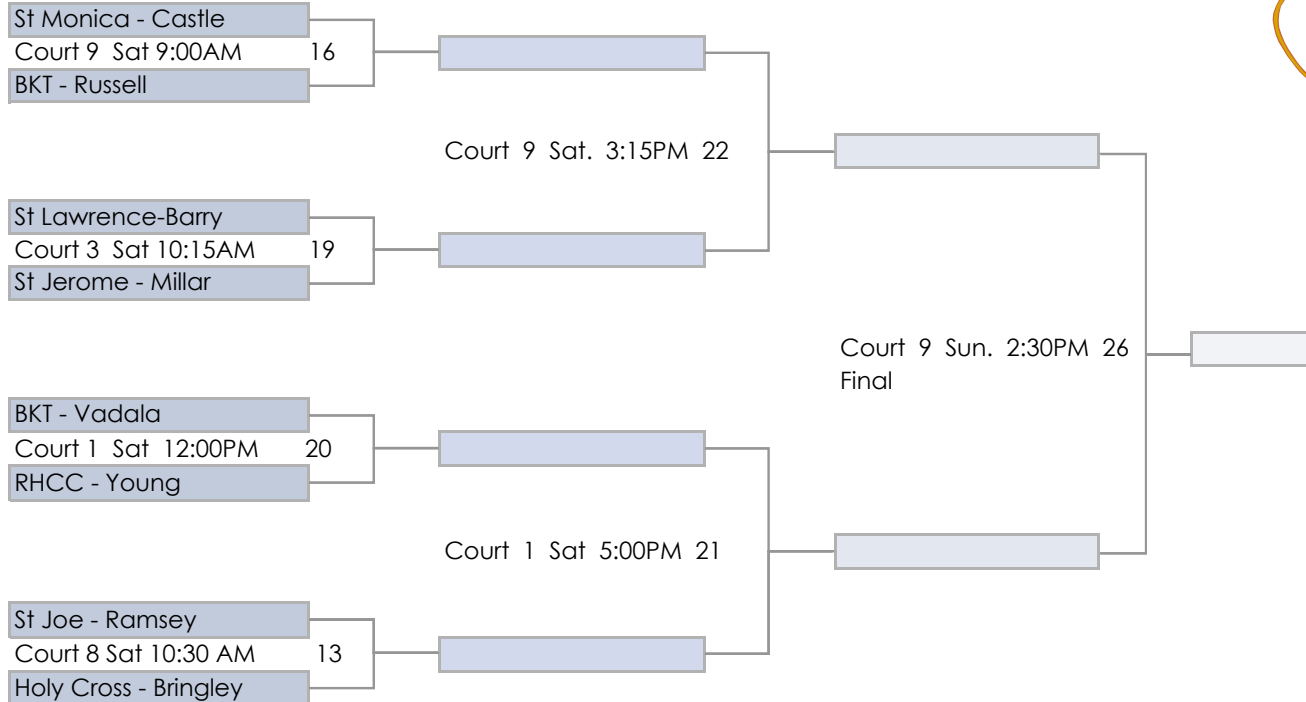 St Monica - Castle
Court 9 Sat 9:00AM 16
BKT - Russell
Court 9 Sat. 3:15PM 22
St Lawrence-Barry
Court 3 Sat 10:15AM 19
St Jerome - Millar
Court 9 Sun. 2:30PM 26
Final
BKT - Vadala
Court 1 Sat 12:00PM 20
RHCC - Young
Court 1 Sat 5:00PM 21
St Joe - Ramsey
Court 8 Sat 10:30 AM 13
Holy Cross - Bringley